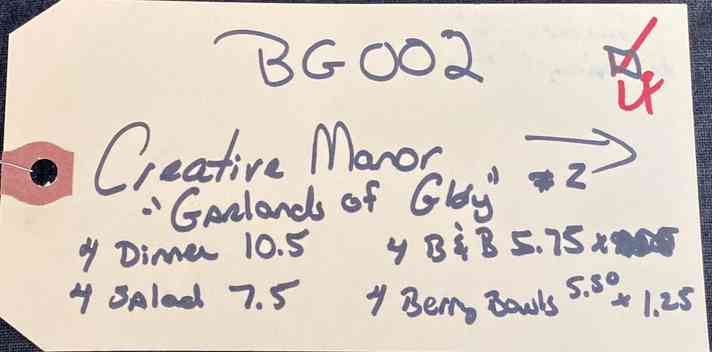 BG002
Creative Manor
"Garlands of Glory" #2
4 Dinner 10.5
4 B & B 5.75 x
4 Salad 7.5
4 Berry Bowls 5.50 x 1.25